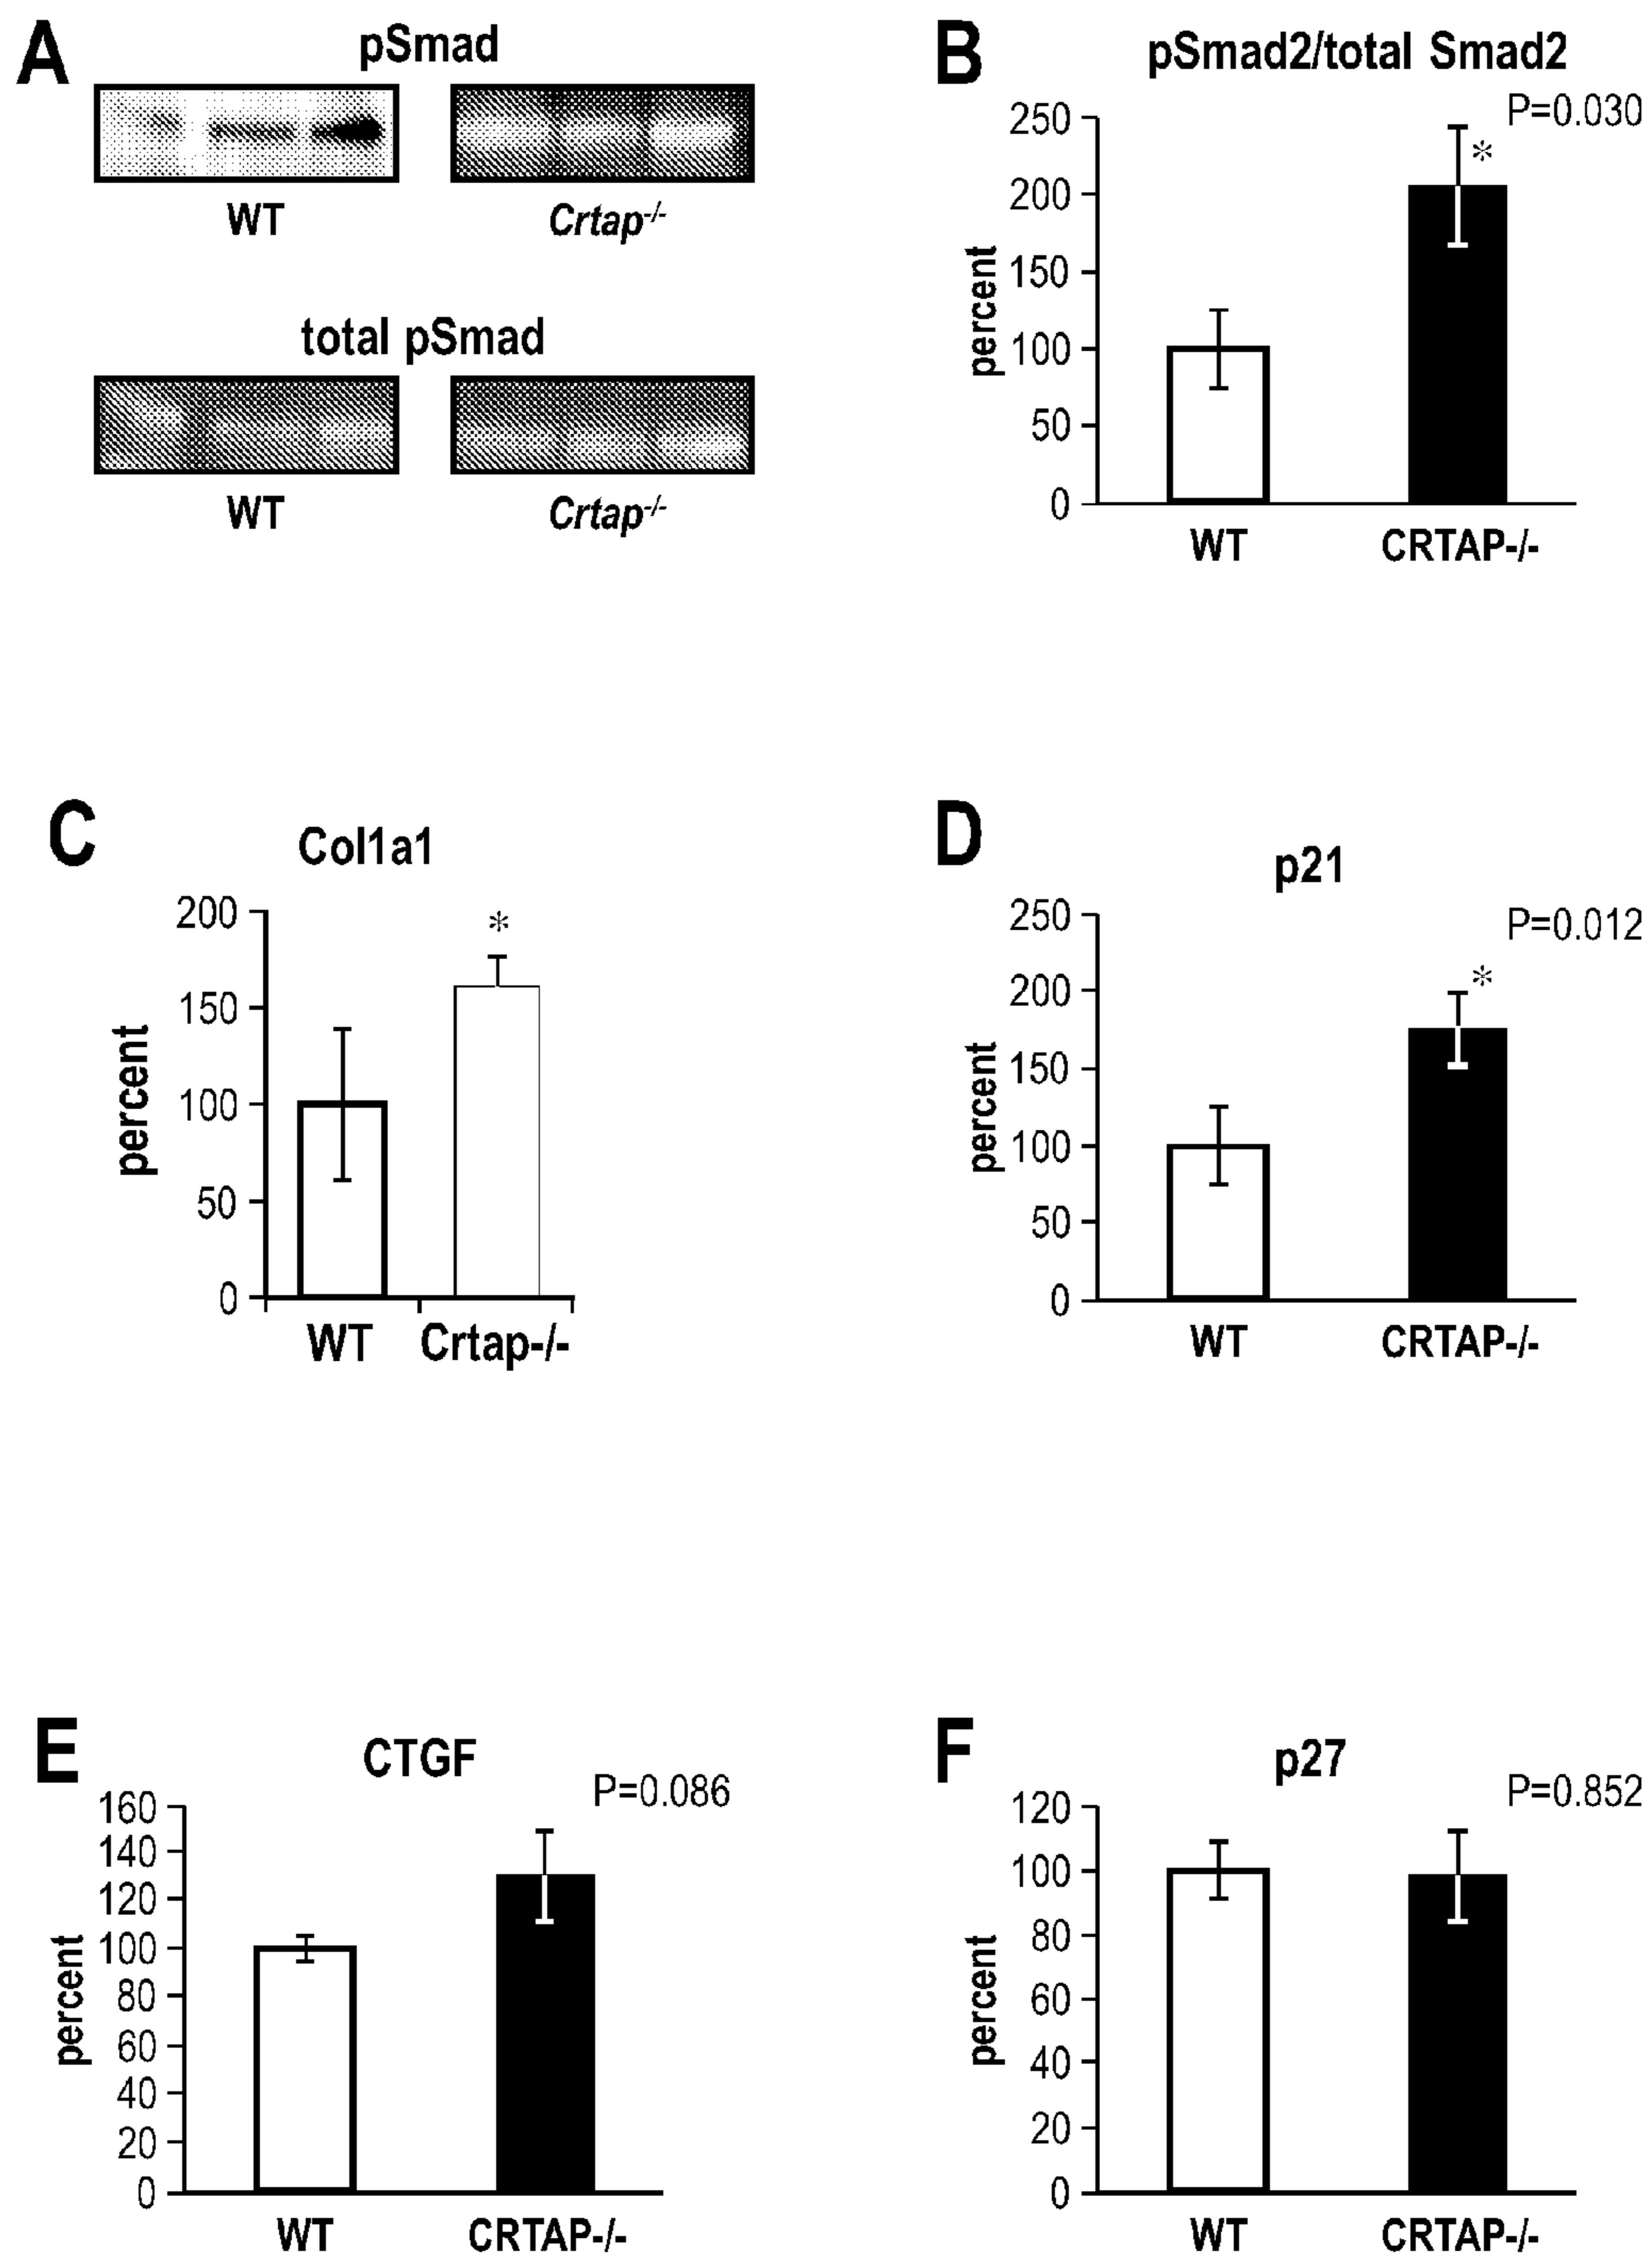 A
pSmad
WT
Crtap-/-
total pSmad
WT
Crtap-/-
B
pSmad2/total Smad2
P=0.030
250
200
150
100
50
0
percent
*
WT
CRTAP-/-
C
Col1a1
200
150
100
50
0
percent
*
WT
Crtap-/-
D
p21
P=0.012
250
200
150
100
50
0
percent
*
WT
CRTAP-/-
E
CTGF
P=0.086
160
140
120
100
80
60
40
20
0
percent
WT
CRTAP-/-
F
p27
P=0.852
120
100
80
60
40
20
0
percent
WT
CRTAP-/-